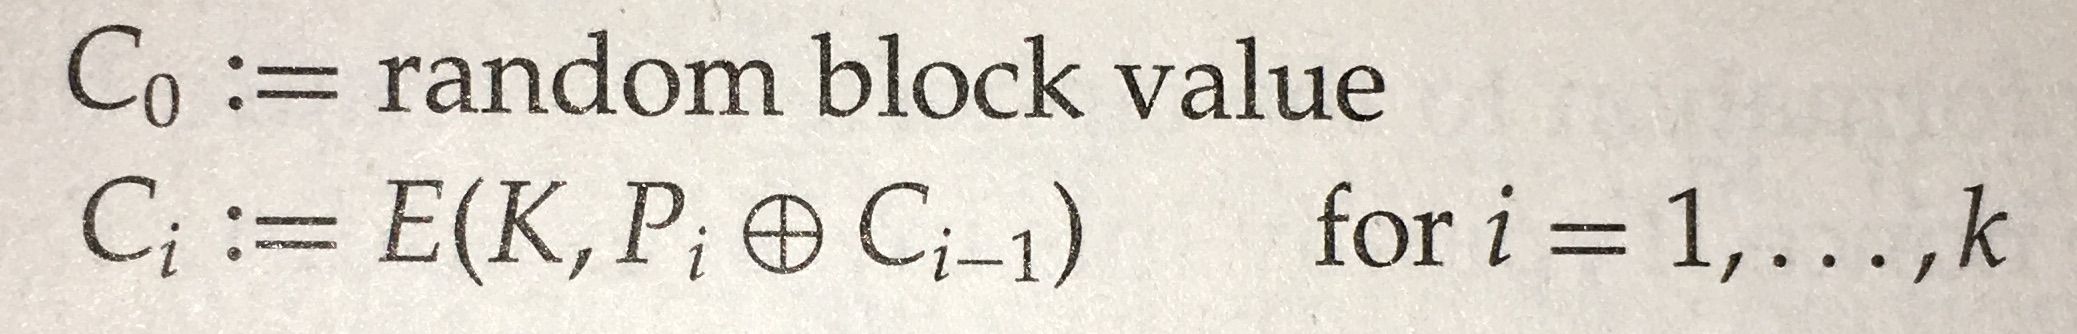 C₀ := random block value
Cᵢ := E(K, Pᵢ ⊕ Cᵢ₋₁) for i = 1, . . . , k